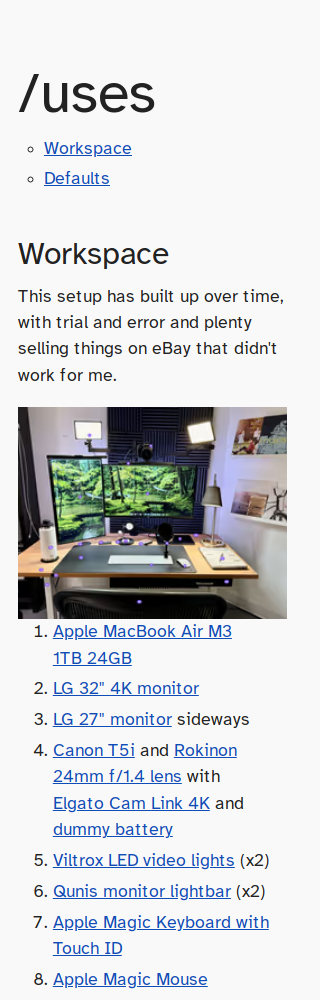 /uses
Workspace
Defaults
Workspace
This setup has built up over time,
with trial and error and plenty
selling things on eBay that didn't
work for me.
1. Apple MacBook Air M3
1TB 24GB
2. LG 32" 4K monitor
3. LG 27" monitor sideways
4. Canon T5i and Rokinon
24mm f/1.4 lens with
Elgato Cam Link 4K and
dummy battery
5. Viltrox LED video lights (x2)
6. Qunis monitor lightbar (x2)
7. Apple Magic Keyboard with
Touch ID
8. Apple Magic Mouse